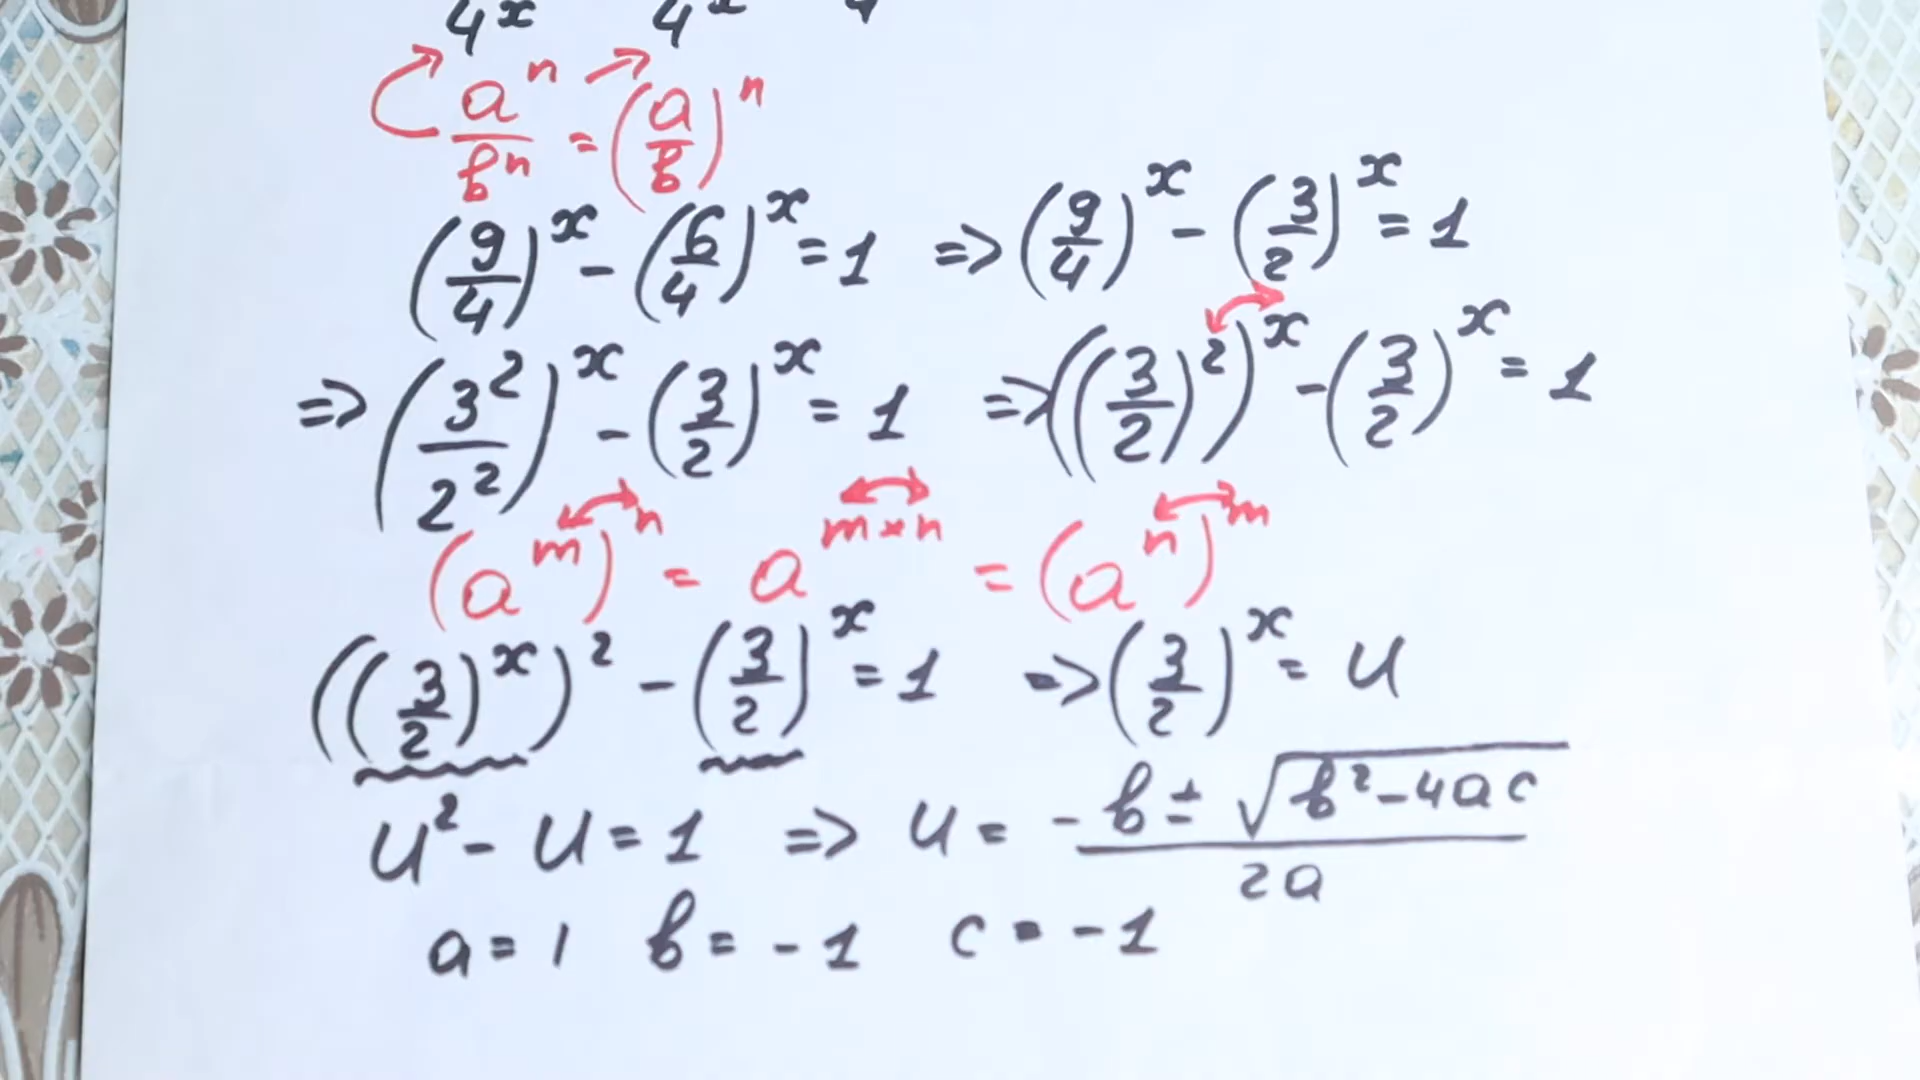 4^x 4^x 4
a^n/b^n = (a/b)^n
(9/4)^x - (6/4)^x = 1 => (9/4)^x - (3/2)^x = 1
=> (3^2/2^2)^x - (3/2)^x = 1 => ((3/2)^2)^x - (3/2)^x = 1
(a^m)^n = a^(m×n) = (a^n)^m
((3/2)^x)^2 - (3/2)^x = 1 => (3/2)^x = u
u^2 - u = 1 => u = (-b ± √(b^2 - 4ac))/2a
a = 1 b = -1 c = -1